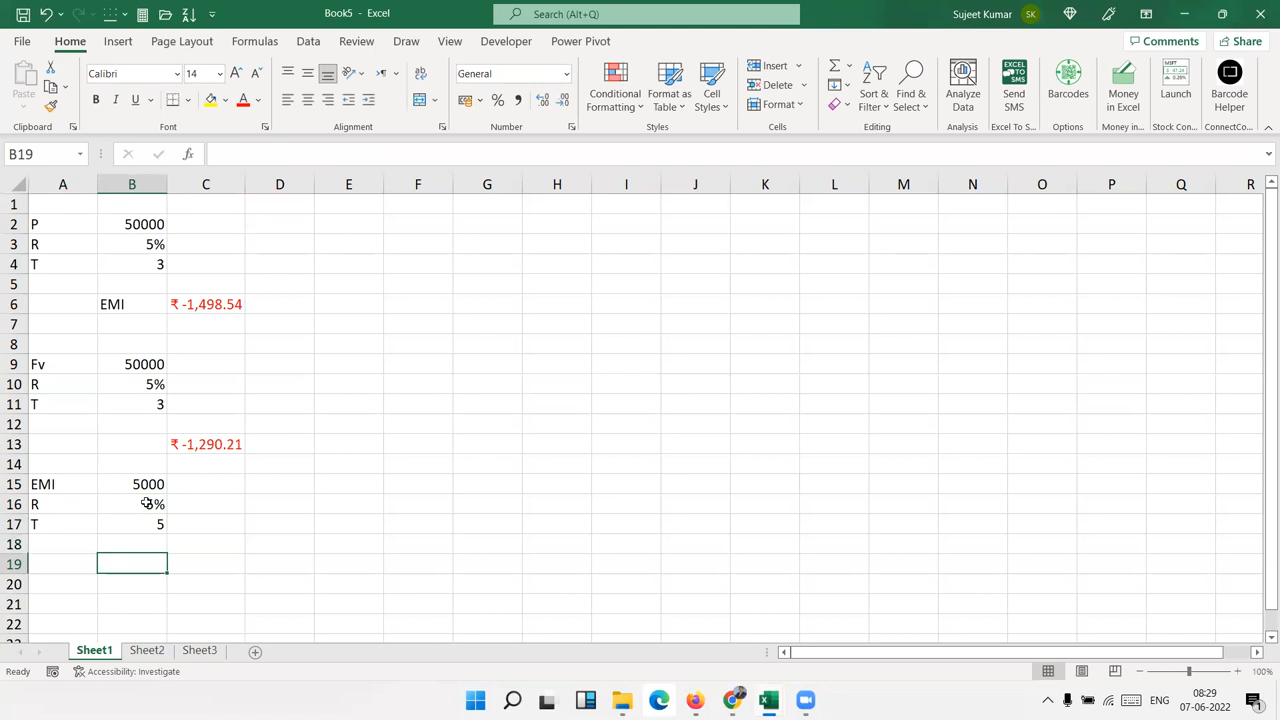 Book5 - Excel
Search (Alt+Q)
Sujeet Kumar
SK
File
Home
Insert
Page Layout
Formulas
Data
Review
View
Developer
Automate
Power Pivot
Comments
Share
Paste
Calibri
14
General
Conditional Formatting
Format as Table
Cell Styles
Insert
Delete
Format
Sort & Filter
Find & Select
Analyze Data
Send SMS
Barcodes
Money in Excel
Launch
Barcode Helper
Clipboard
Font
Alignment
Number
Styles
Cells
Editing
Analysis
Excel To S...
Options
Money in...
Stock Con...
ConnectCo...
B19
A B C D E F G H I J K L M N O P Q R
1
2 P 50000
3 R 5%
4 T 3
5
6 EMI ₹ -1,498.54
7
8
9 Fv 50000
10 R 5%
11 T 3
12
13 ₹ -1,290.21
14
15 EMI 5000
16 R 5%
17 T 5
18
19
20
21
22
Sheet1
Sheet2
Sheet3
Ready
Accessibility: Investigate
100%
ENG
08:29
07-06-2022